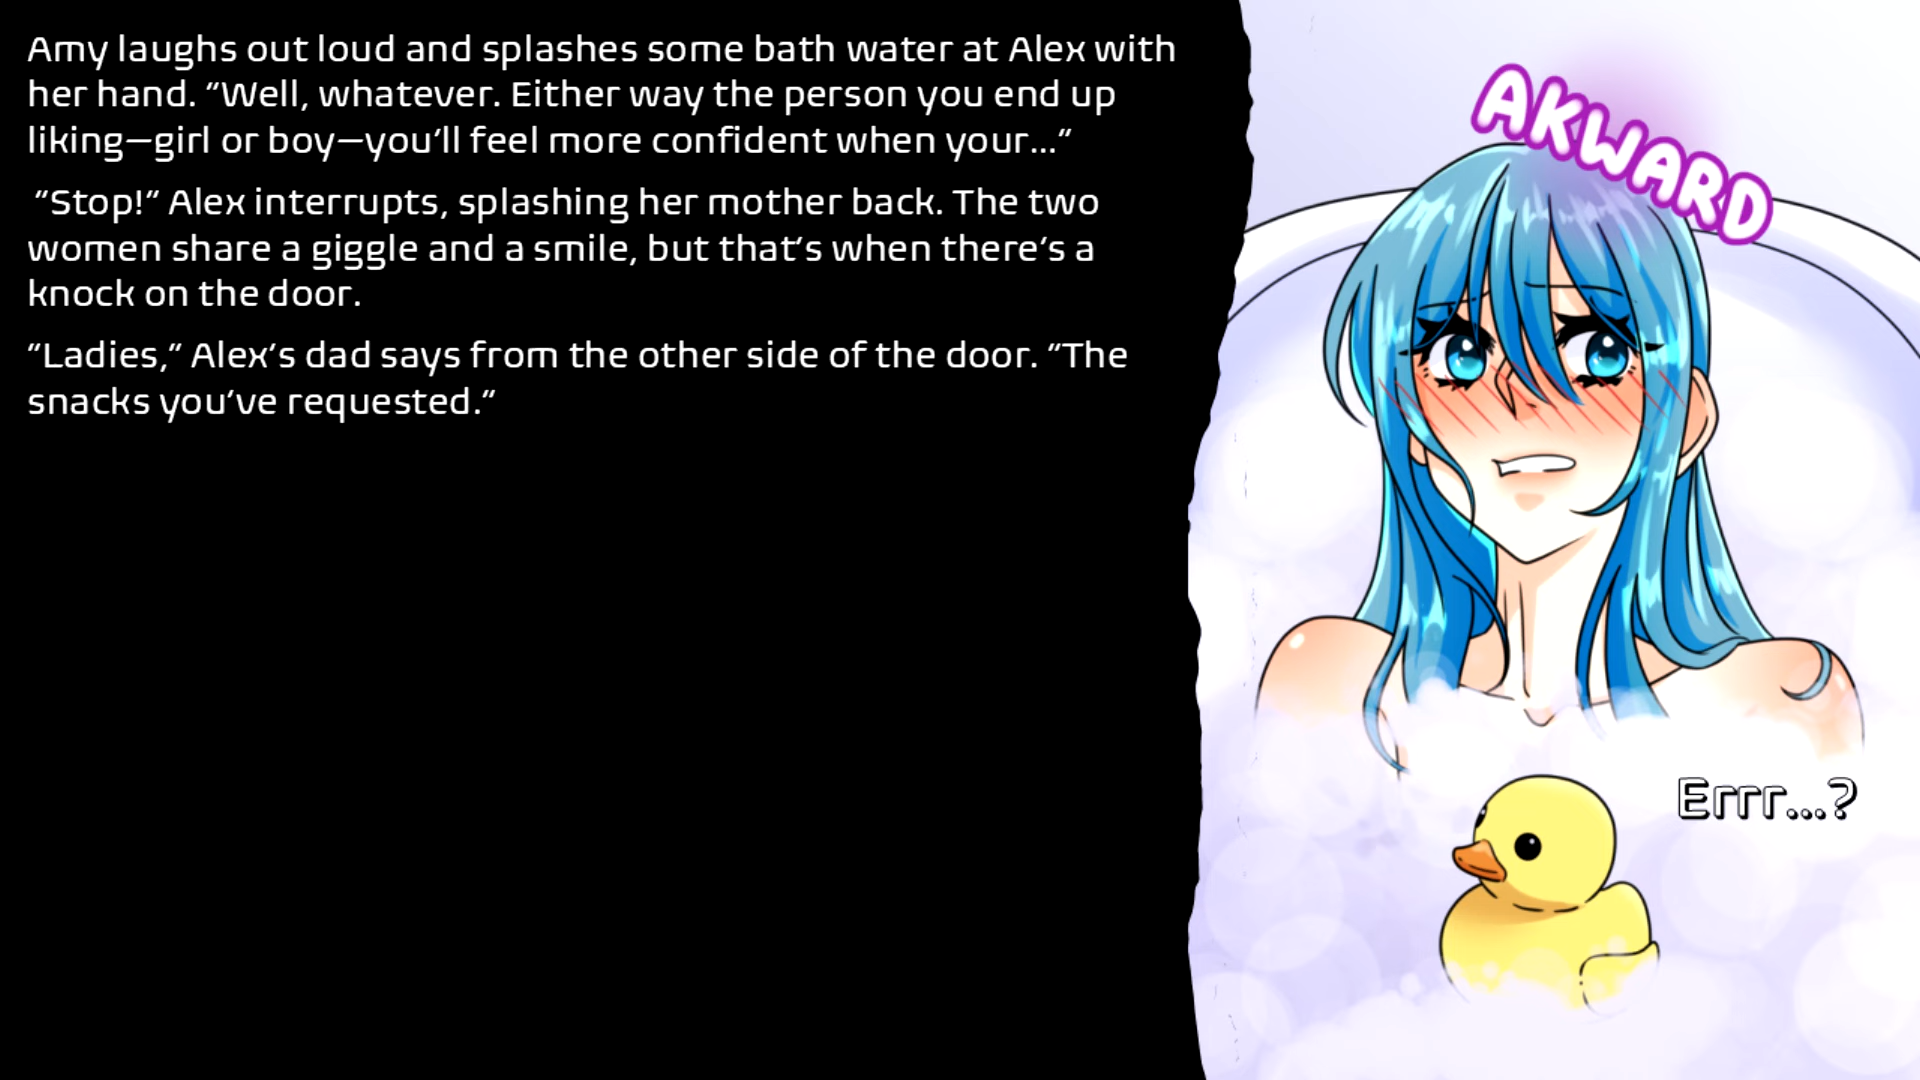 Amy laughs out loud and splashes some bath water at Alex with
her hand. “Well, whatever. Either way the person you end up
liking—girl or boy—you’ll feel more confident when your...”
“Stop!” Alex interrupts, splashing her mother back. The two
women share a giggle and a smile, but that’s when there’s a
knock on the door.
“Ladies,” Alex’s dad says from the other side of the door. “The
snacks you’ve requested.”
AKWARD
Errr...?